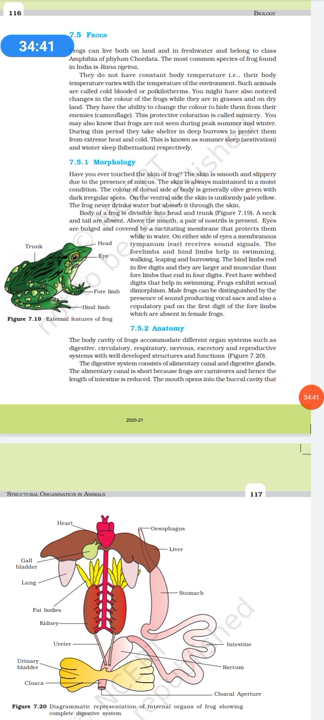 116
BIOLOGY
34:41
7.5 FROGS
Frogs can live both on land and in freshwater and belong to class
Amphibia of phylum Chordata. The most common species of frog found
in India is Rana tigrina.
They do not have constant body temperature i.e., their body
temperature varies with the temperature of the environment. Such animals
are called cold blooded or poikilotherms. You might have also noticed
changes in the colour of the frogs while they are in grasses and on dry
land. They have the ability to change the colour to hide them from their
enemies (camouflage). This protective coloration is called mimicry. You
may also know that frogs are not seen during peak summer and winter.
During this period they take shelter in deep burrows to protect them
from extreme heat and cold. This is known as summer sleep (aestivation)
and winter sleep (hibernation) respectively.
7.5.1 Morphology
Have you ever touched the skin of frog? The skin is smooth and slippery
due to the presence of mucus. The skin is always maintained in a moist
condition. The colour of dorsal side of body is generally olive green with
dark irregular spots. On the ventral side the skin is uniformly pale yellow.
The frog never drinks water but absorb it through the skin.
Body of a frog is divisible into head and trunk (Figure 7.19). A neck
and tail are absent. Above the mouth, a pair of nostrils is present. Eyes
are bulged and covered by a nictitating membrane that protects them
while in water. On either side of eyes a membranous
tympanum (ear) receives sound signals. The
forelimbs and hind limbs help in swimming,
walking, leaping and burrowing. The hind limbs end
in five digits and they are larger and muscular than
fore limbs that end in four digits. Feet have webbed
digits that help in swimming. Frogs exhibit sexual
dimorphism. Male frogs can be distinguished by the
presence of sound producing vocal sacs and also a
copulatory pad on the first digit of the fore limbs
which are absent in female frogs.
Trunk
Head
Eye
Fore limb
Hind limb
Figure 7.19 External features of frog
7.5.2 Anatomy
The body cavity of frogs accommodate different organ systems such as
digestive, circulatory, respiratory, nervous, excretory and reproductive
systems with well developed structures and functions (Figure 7.20).
The digestive system consists of alimentary canal and digestive glands.
The alimentary canal is short because frogs are carnivores and hence the
length of intestine is reduced. The mouth opens into the buccal cavity that
34:41
2020-21
STRUCTURAL ORGANISATION IN ANIMALS
117
Heart
Oesophagus
Liver
Gall
bladder
Lung
Stomach
Fat bodies
Kidney
Ureter
Intestine
Urinary
bladder
Rectum
Cloaca
Cloacal Aperture
Figure 7.20 Diagrammatic representation of internal organs of frog showing
complete digestive system